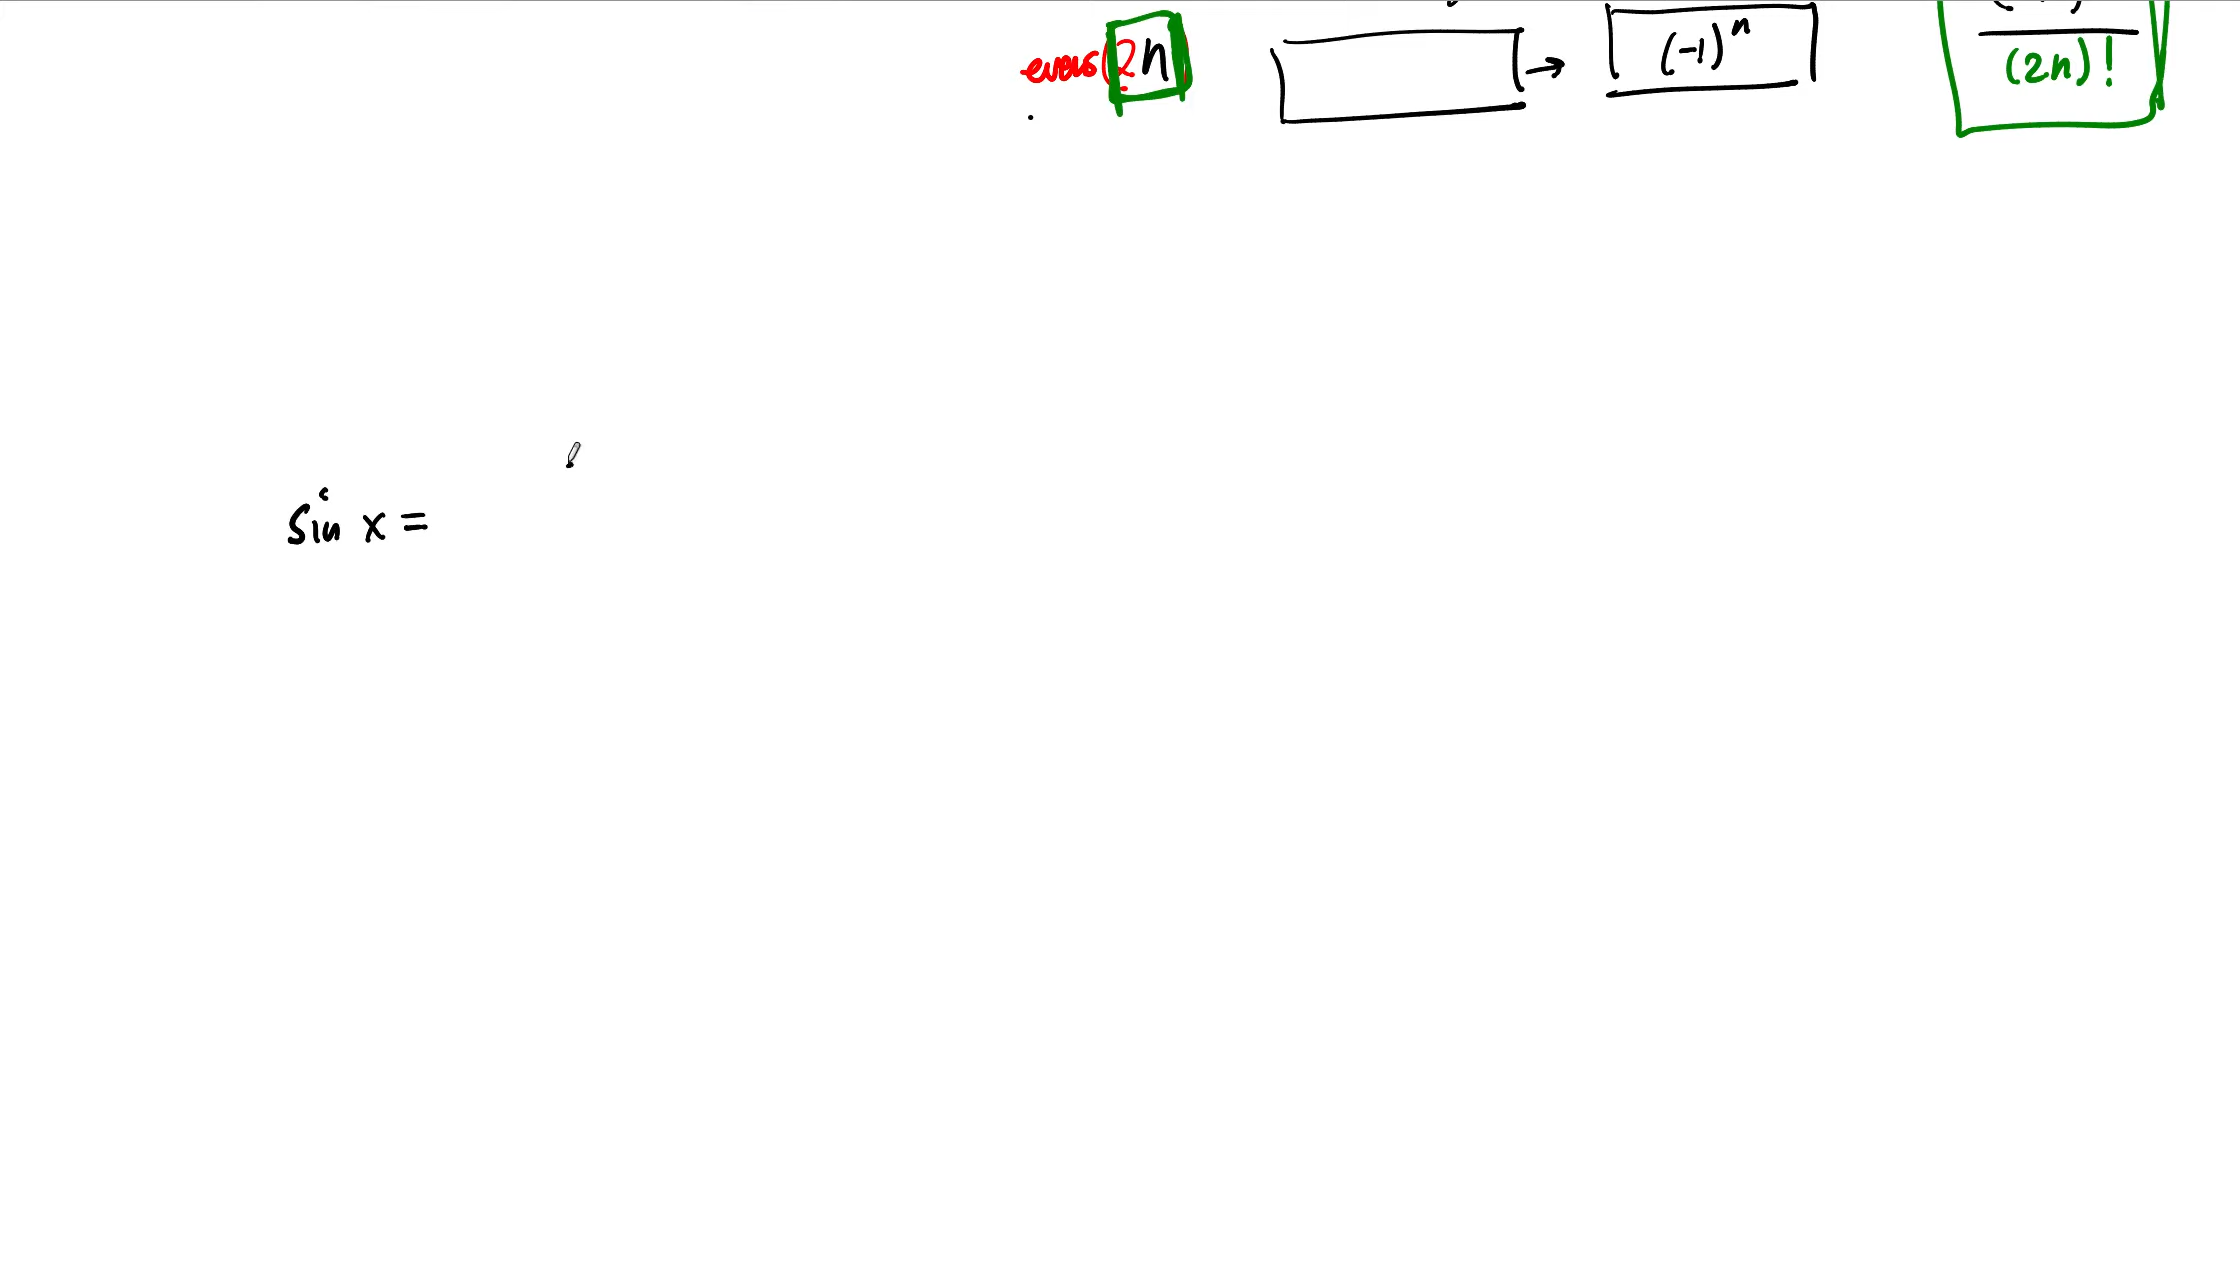 evens(2n) → (-1)^n
(2n)!
sin x =